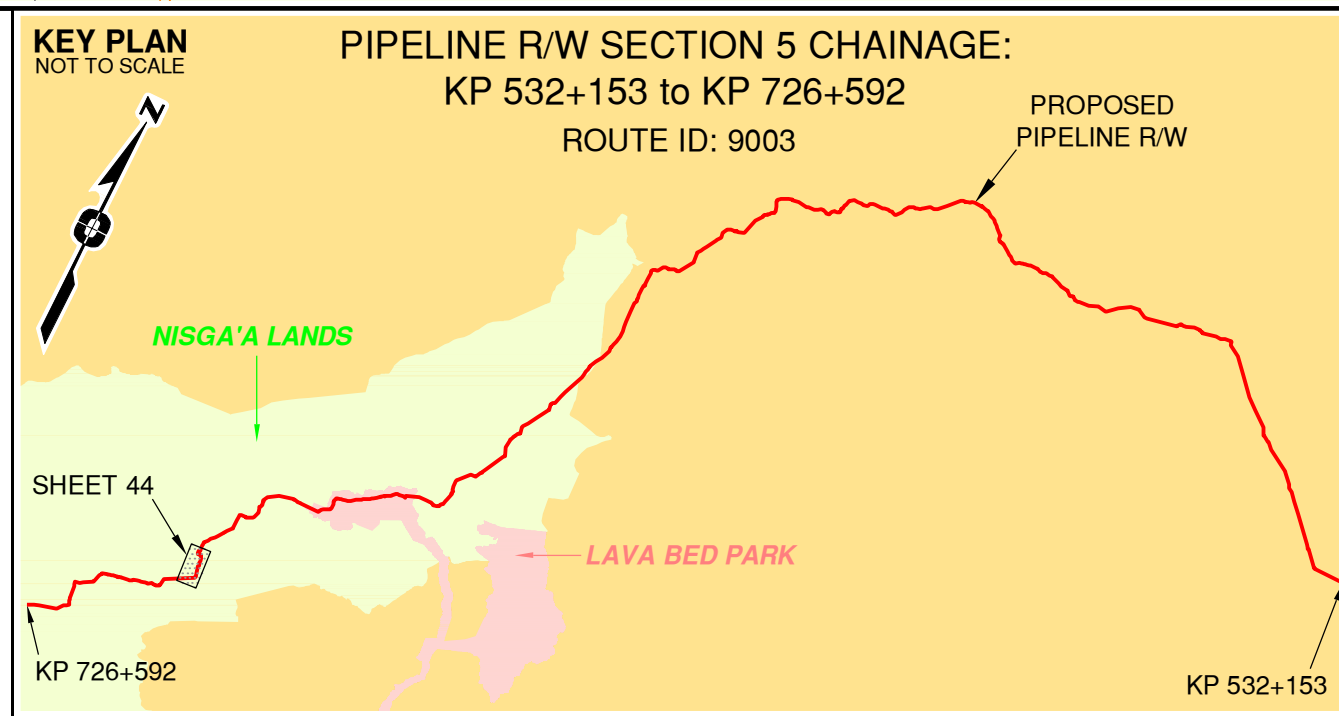 KEY PLAN
NOT TO SCALE
PIPELINE R/W SECTION 5 CHAINAGE:
KP 532+153 to KP 726+592
ROUTE ID: 9003
PROPOSED
PIPELINE R/W
N
NISGA'A LANDS
SHEET 44
LAVA BED PARK
KP 726+592
KP 532+153